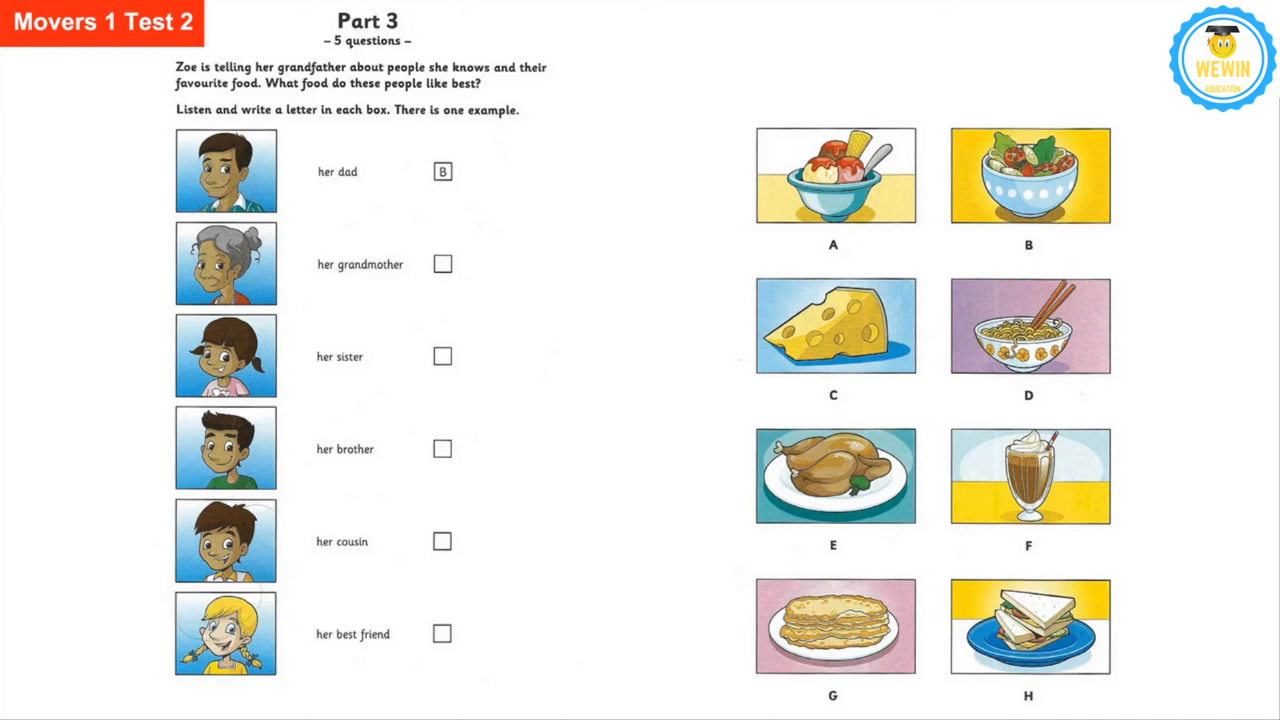 Movers 1 Test 2
Part 3
– 5 questions –
Zoe is telling her grandfather about people she knows and their
favourite food. What food do these people like best?
Listen and write a letter in each box. There is one example.
her dad
B
her grandmother
her sister
her brother
her cousin
her best friend
WEWIN
EDUCATION
A
B
C
D
E
F
G
H